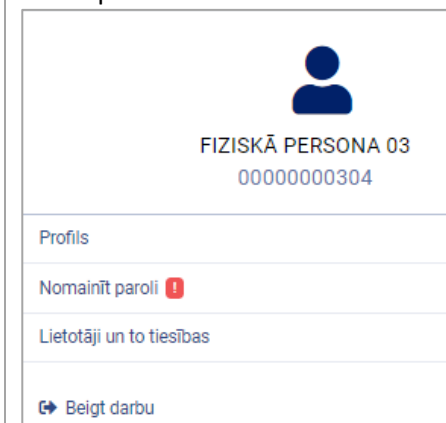 FIZISKĀ PERSONA 03
00000000304
Profils
Nomainīt paroli !
Lietotāji un to tiesības
Beigt darbu